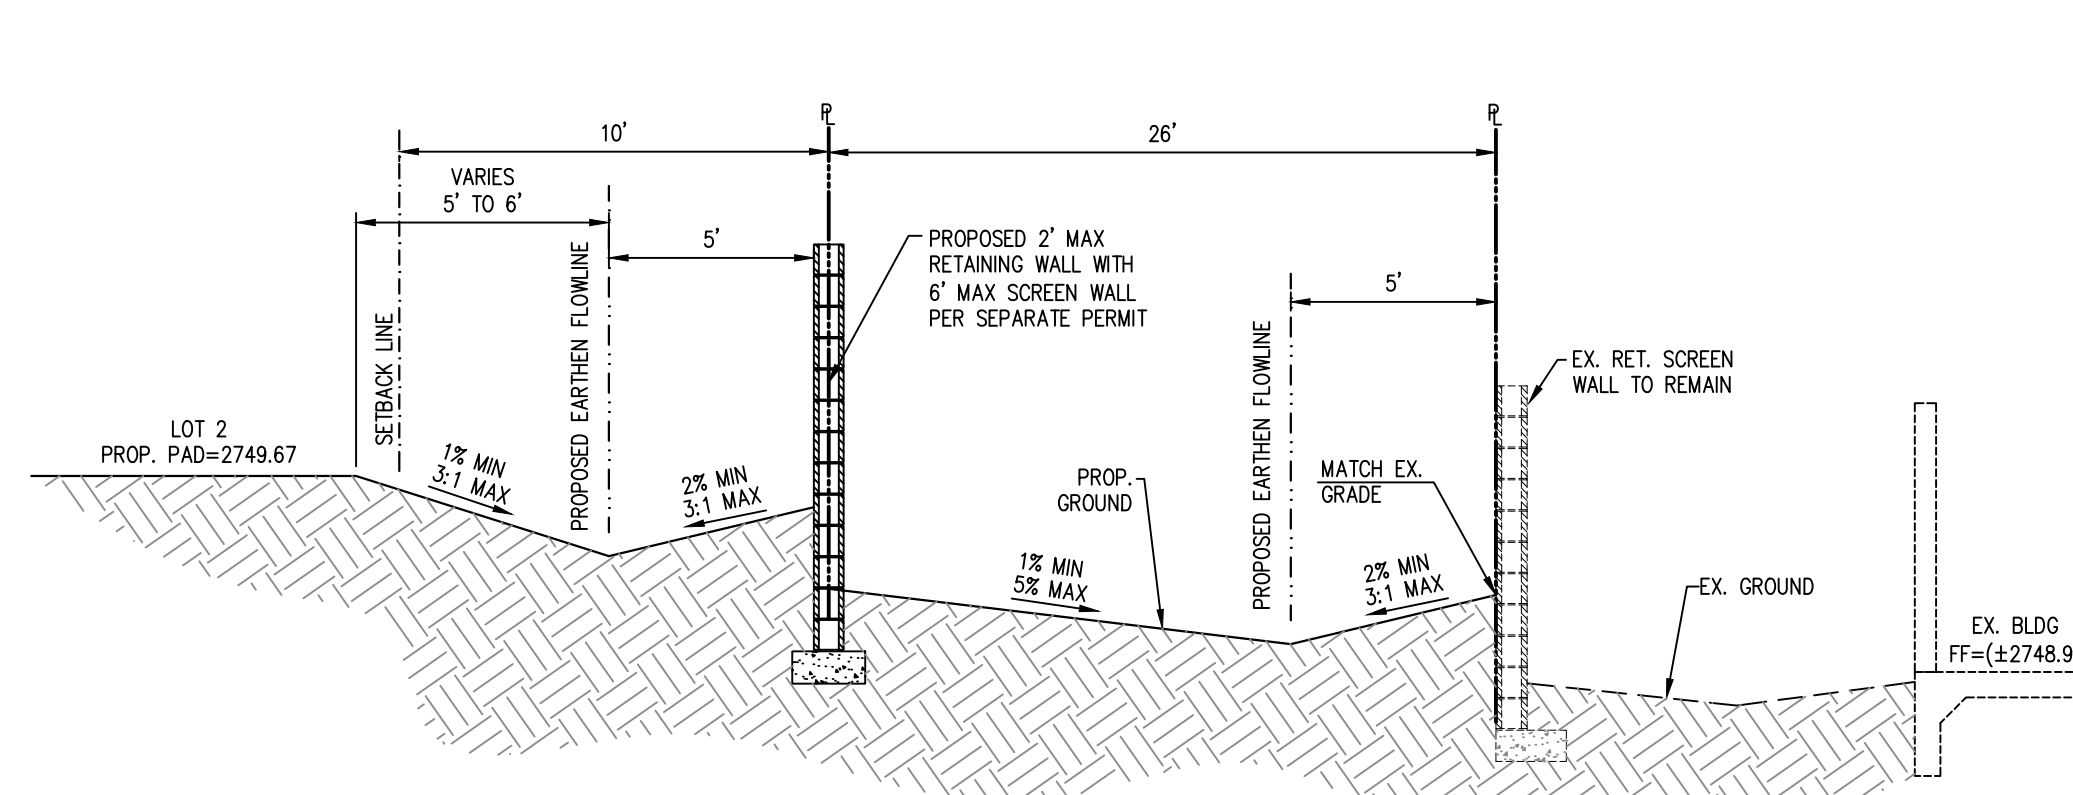 PL
PL
10'
26'
VARIES
5' TO 6'
5'
PROPOSED 2' MAX
RETAINING WALL WITH
6' MAX SCREEN WALL
PER SEPARATE PERMIT
5'
SETBACK LINE
PROPOSED EARTHEN FLOWLINE
PROPOSED EARTHEN FLOWLINE
EX. RET. SCREEN
WALL TO REMAIN
LOT 2
PROP. PAD=2749.67
1% MIN
3:1 MAX
2% MIN
3:1 MAX
PROP.
GROUND
MATCH EX.
GRADE
1% MIN
5% MAX
2% MIN
3:1 MAX
EX. GROUND
EX. BLDG
FF=(±2748.9